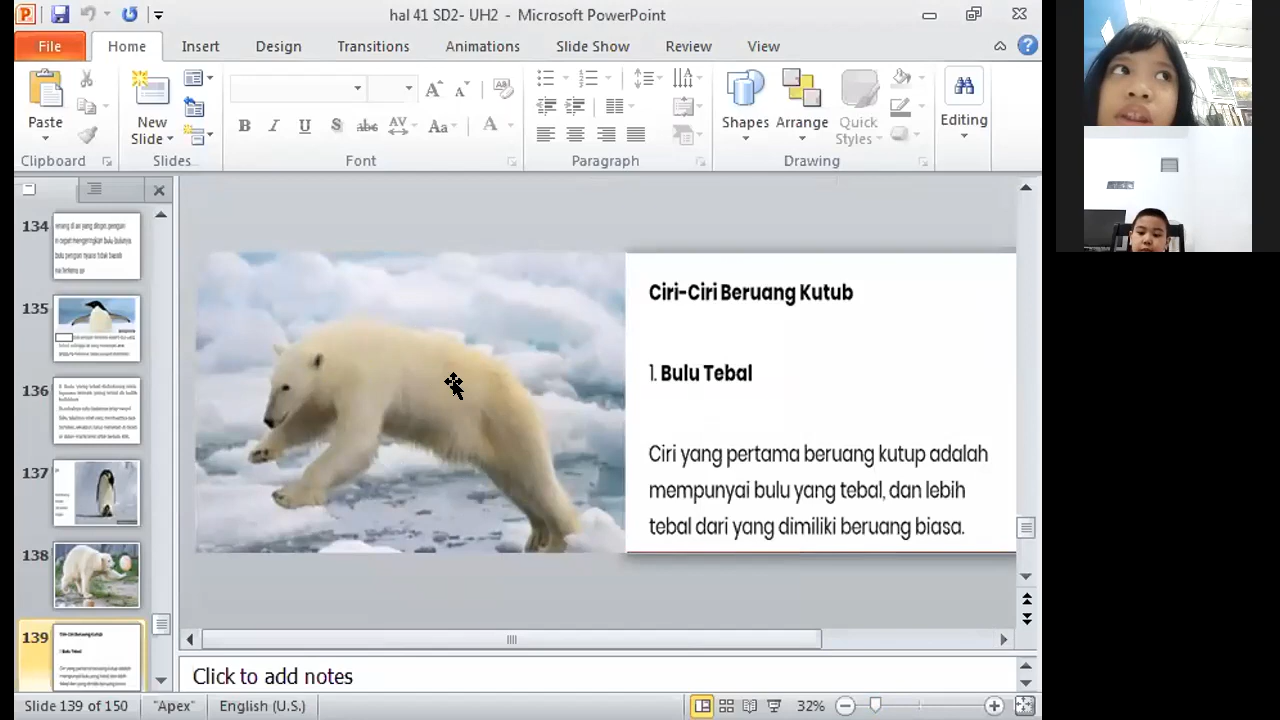 hal 41 SD2- UH2 - Microsoft PowerPoint
File Home Insert Design Transitions Animations Slide Show Review View
Paste
New
Slide
Shapes Arrange Quick
Styles
Editing
Clipboard Slides Font Paragraph Drawing
134
135
136
137
138
139
Ciri-Ciri Beruang Kutub
1. Bulu Tebal
Ciri yang pertama beruang kutup adalah
mempunyai bulu yang tebal, dan lebih
tebal dari yang dimiliki beruang biasa.
Click to add notes
Slide 139 of 150 "Apex" English (U.S.) 32%